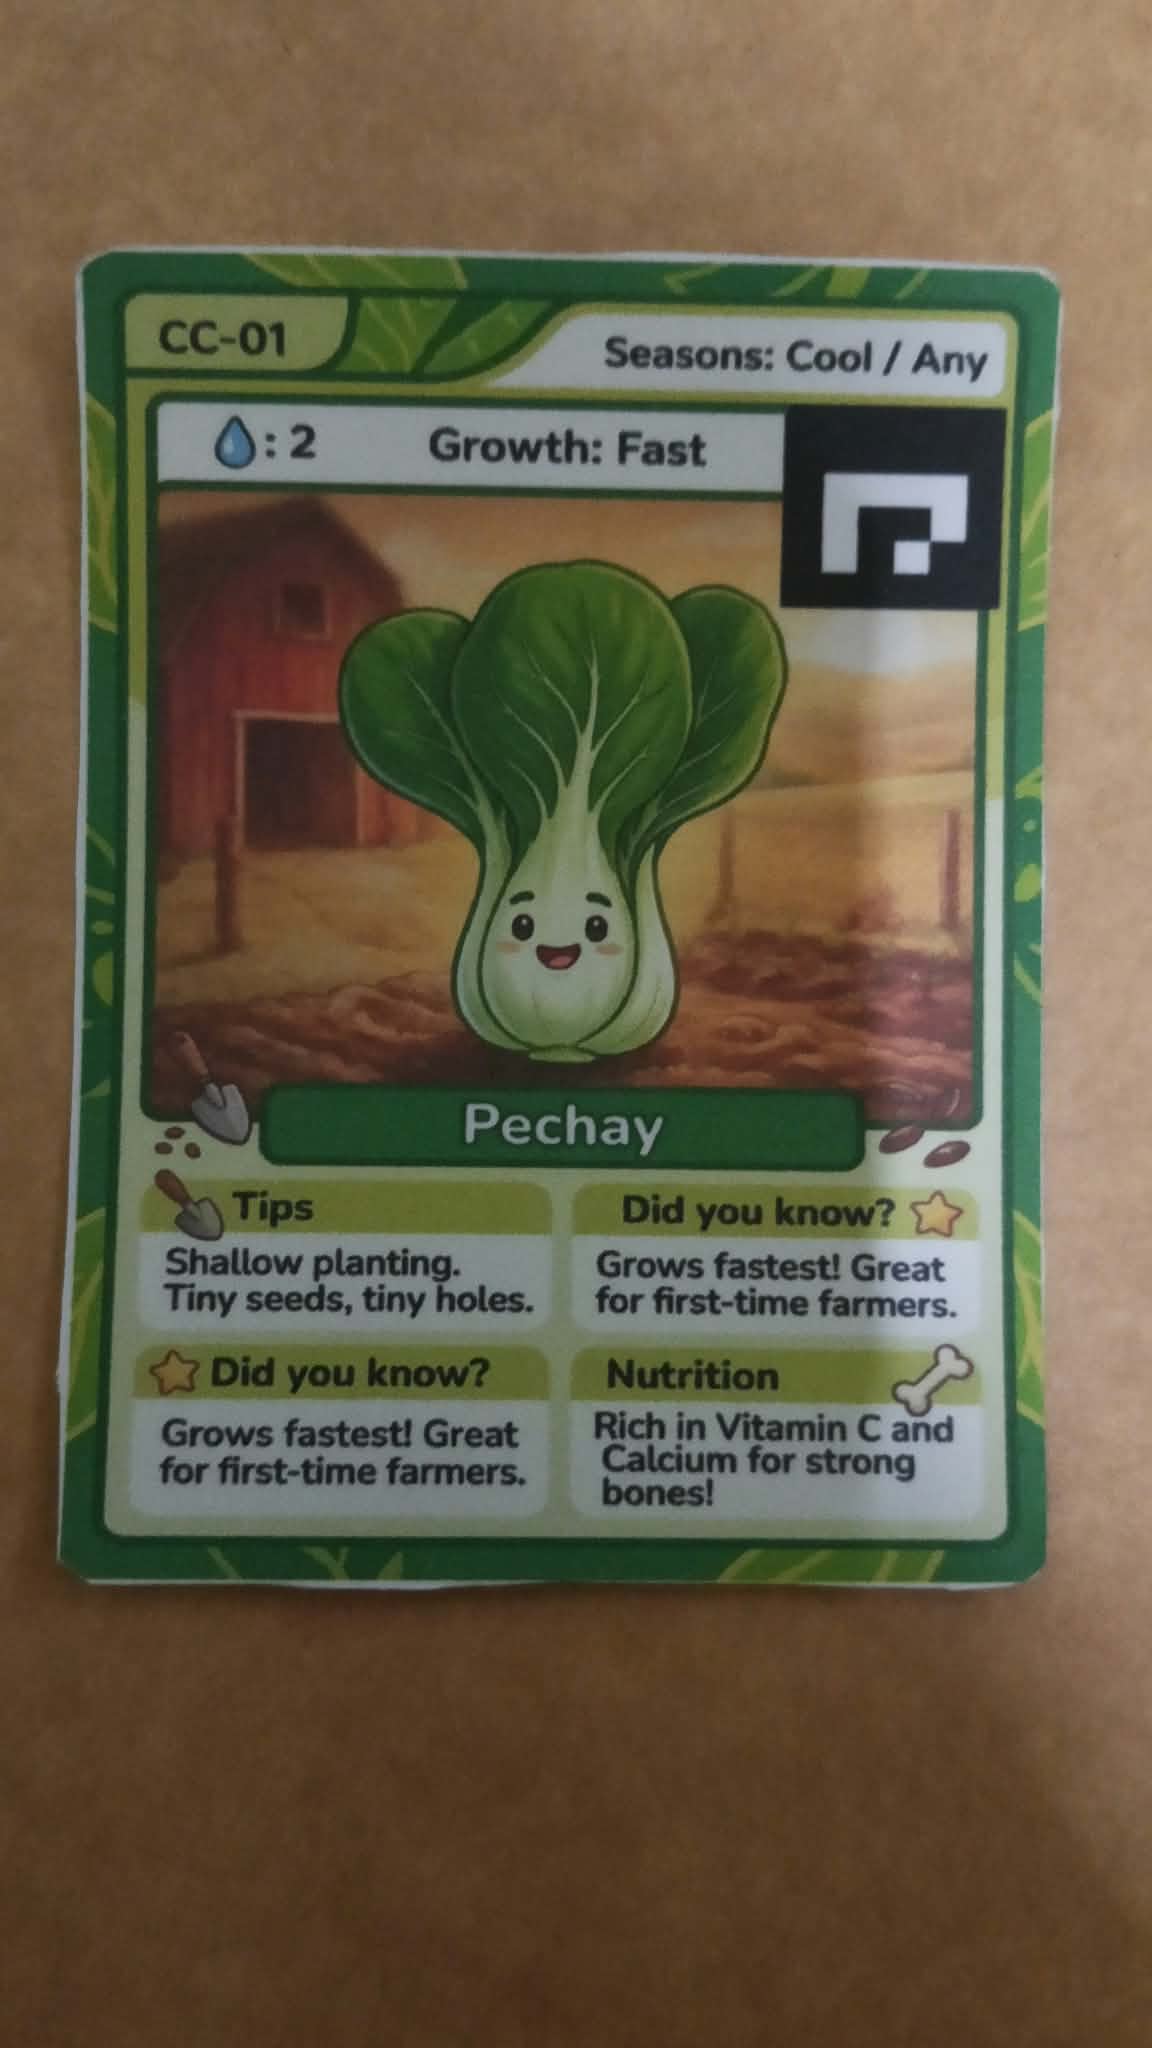 CC-01
Seasons: Cool / Any
: 2
Growth: Fast
Pechay
Tips
Shallow planting.
Tiny seeds, tiny holes.
Did you know?
Grows fastest! Great
for first-time farmers.
Did you know?
Grows fastest! Great
for first-time farmers.
Nutrition
Rich in Vitamin C and
Calcium for strong
bones!